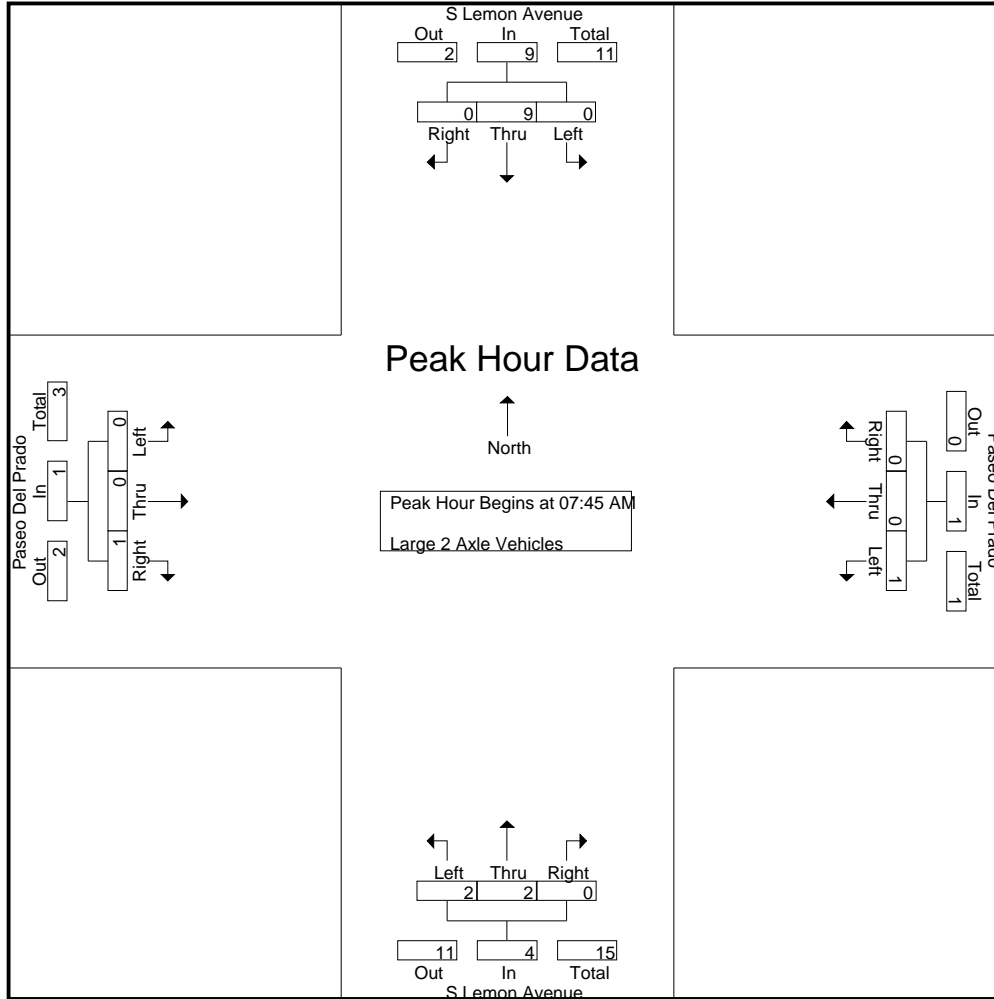 S Lemon Avenue
Out In Total
2 9 11
0 9 0
Right Thru Left
Peak Hour Data
North
Peak Hour Begins at 07:45 AM
Large 2 Axle Vehicles
Paseo Del Prado
Out In Total
2 1 3
1 0 0
Right Thru Left
Paseo Del Prado
Out In Total
0 1 1
Right Thru Left
0 0 1
Left Thru Right
2 2 0
11 4 15
Out In Total
S Lemon Avenue